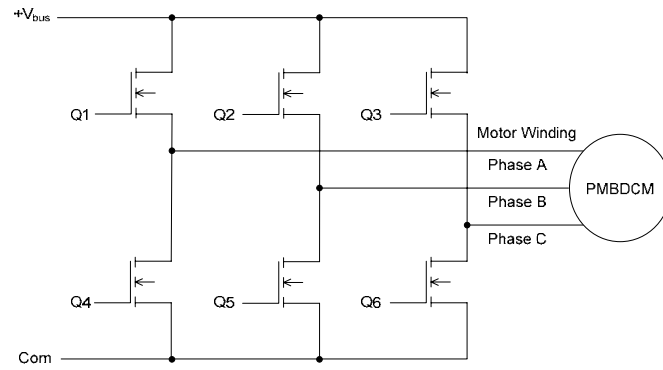 +Vbus
Q1
Q2
Q3
Motor Winding
Phase A
PMBDCM
Phase B
Phase C
Q4
Q5
Q6
Com